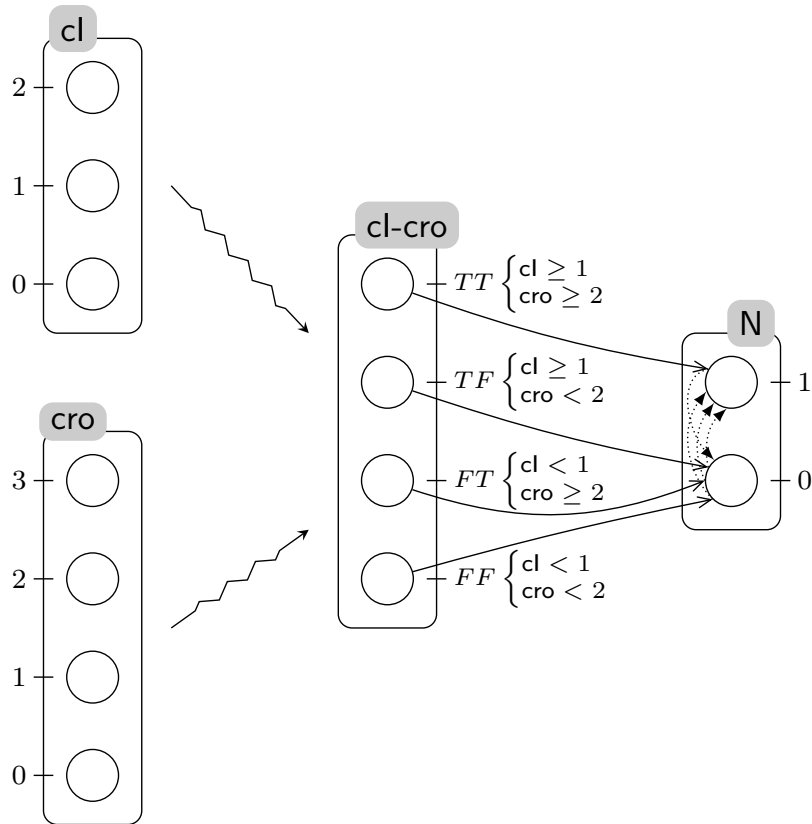 cl
2
1
0
cro
3
2
1
0
cl-cro
TT { cl ≥ 1
cro ≥ 2
TF { cl ≥ 1
cro < 2
FT { cl < 1
cro ≥ 2
FF { cl < 1
cro < 2
N
1
0